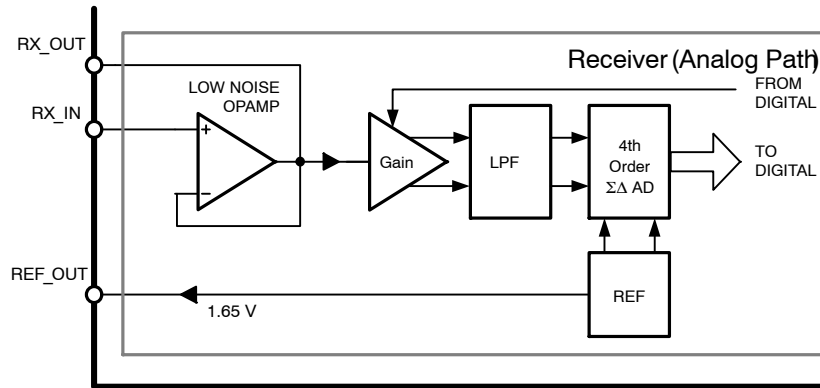 RX_OUT
Receiver (Analog Path)
LOW NOISE
OPAMP
FROM
DIGITAL
RX_IN
+
−
Gain
LPF
4th
Order
ΣΔ AD
TO
DIGITAL
REF_OUT
1.65 V
REF